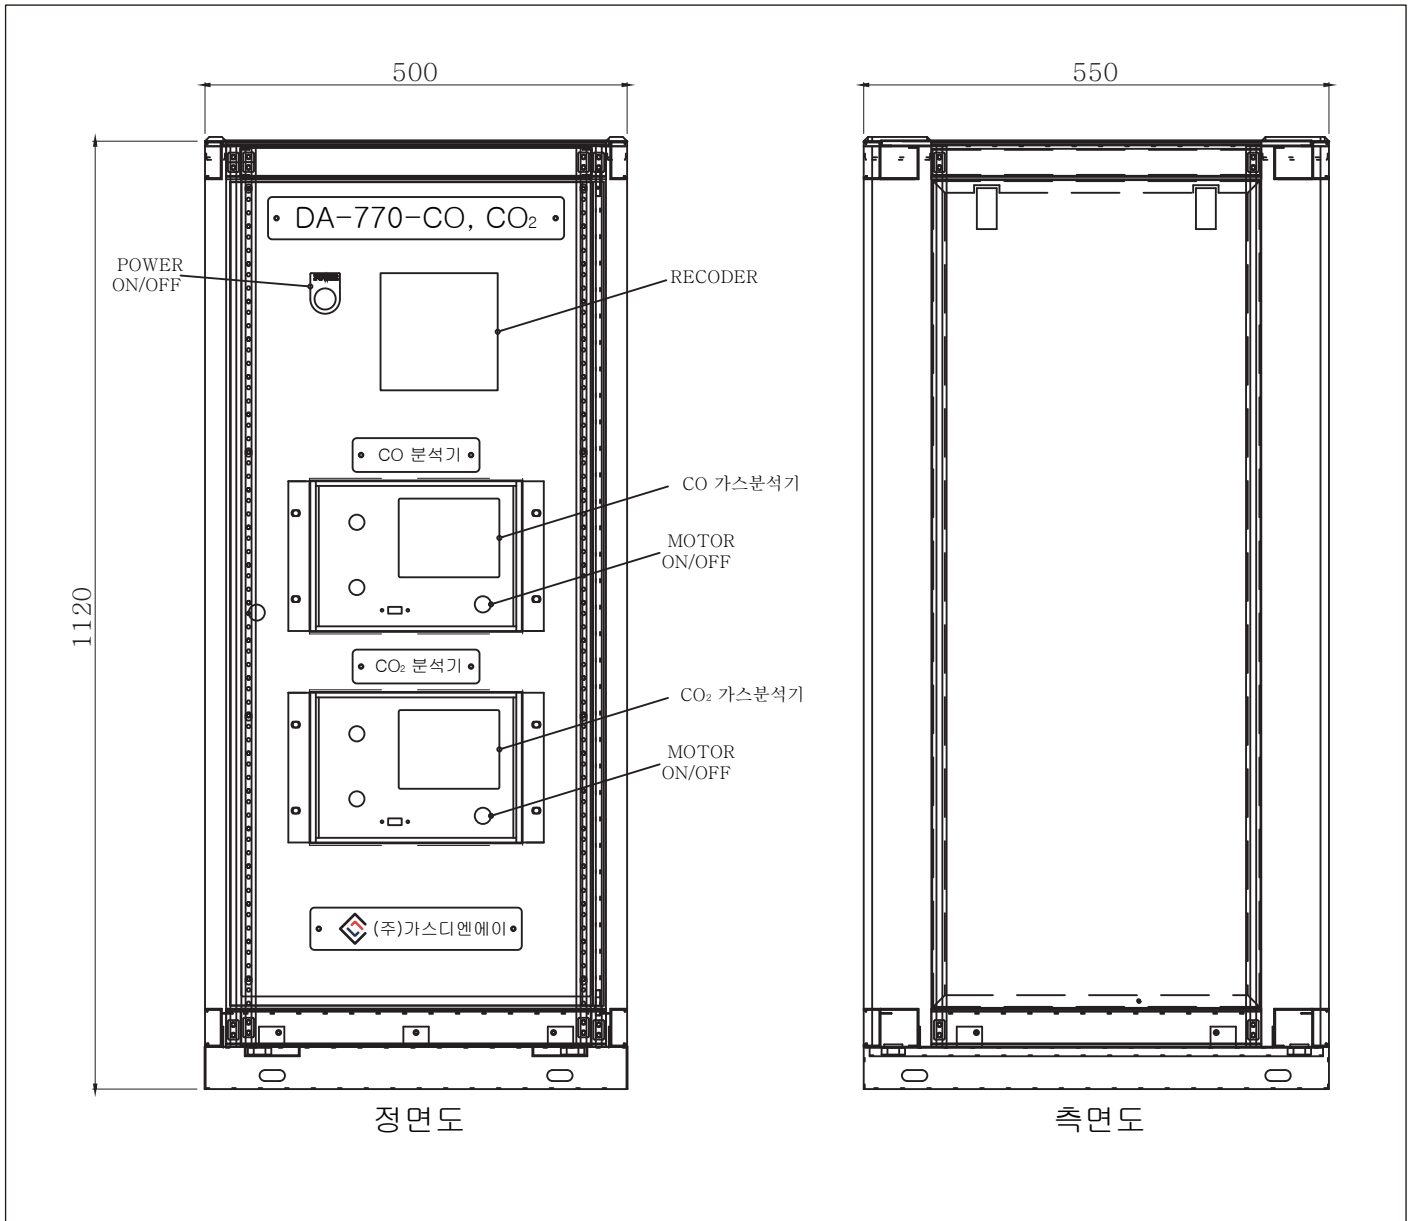 500
550
1120
DA-770-CO, CO₂
POWER
ON/OFF
RECODER
CO 분석기
CO 가스분석기
MOTOR
ON/OFF
CO₂ 분석기
CO₂ 가스분석기
MOTOR
ON/OFF
(주)가스디엔에이
정면도
측면도